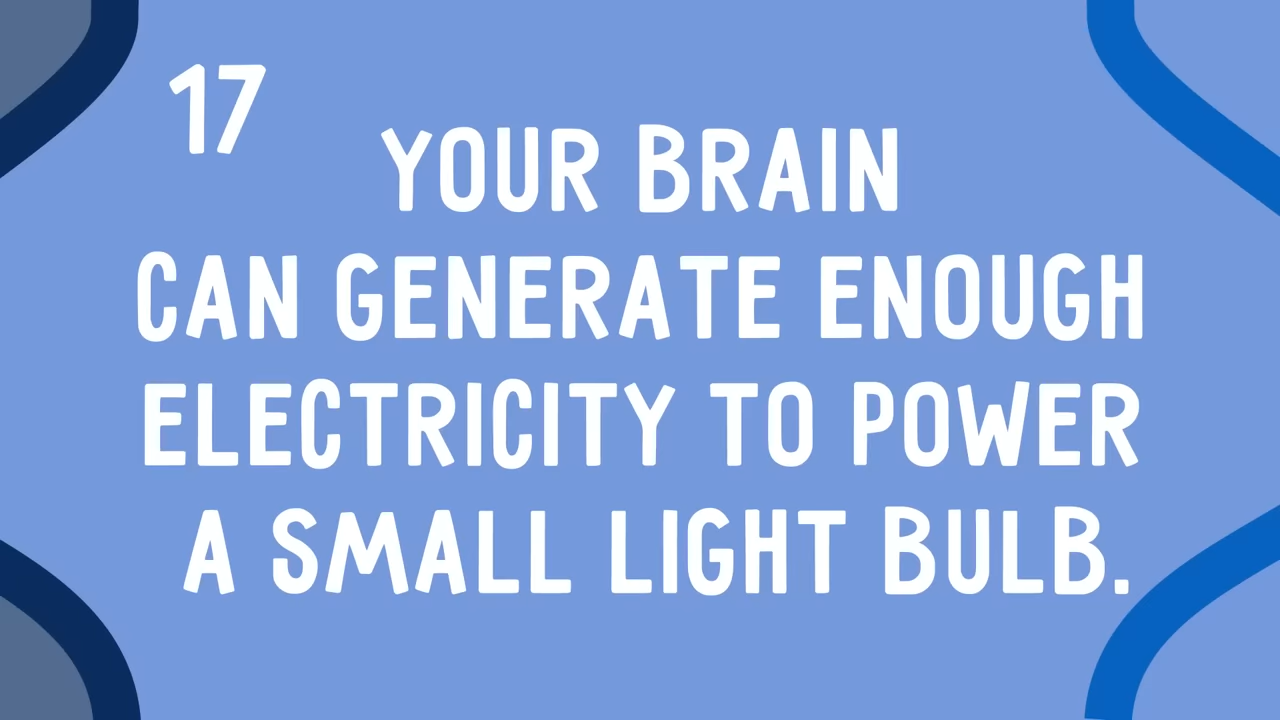 17
YOUR BRAIN
CAN GENERATE ENOUGH
ELECTRICITY TO POWER
A SMALL LIGHT BULB.